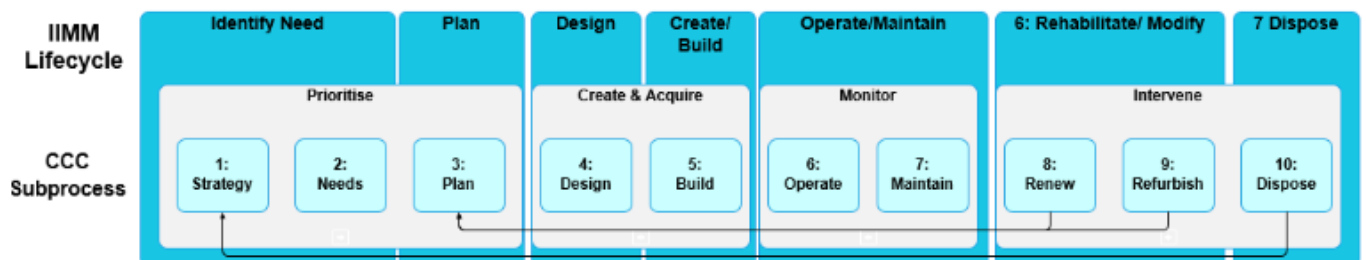 IIMM
Lifecycle
Identify Need
Plan
Design
Create/
Build
Operate/Maintain
6: Rehabilitate/ Modify
7 Dispose
Prioritise
Create & Acquire
Monitor
Intervene
CCC
Subprocess
1:
Strategy
2:
Needs
3:
Plan
4:
Design
5:
Build
6:
Operate
7:
Maintain
8:
Renew
9:
Refurbish
10:
Dispose